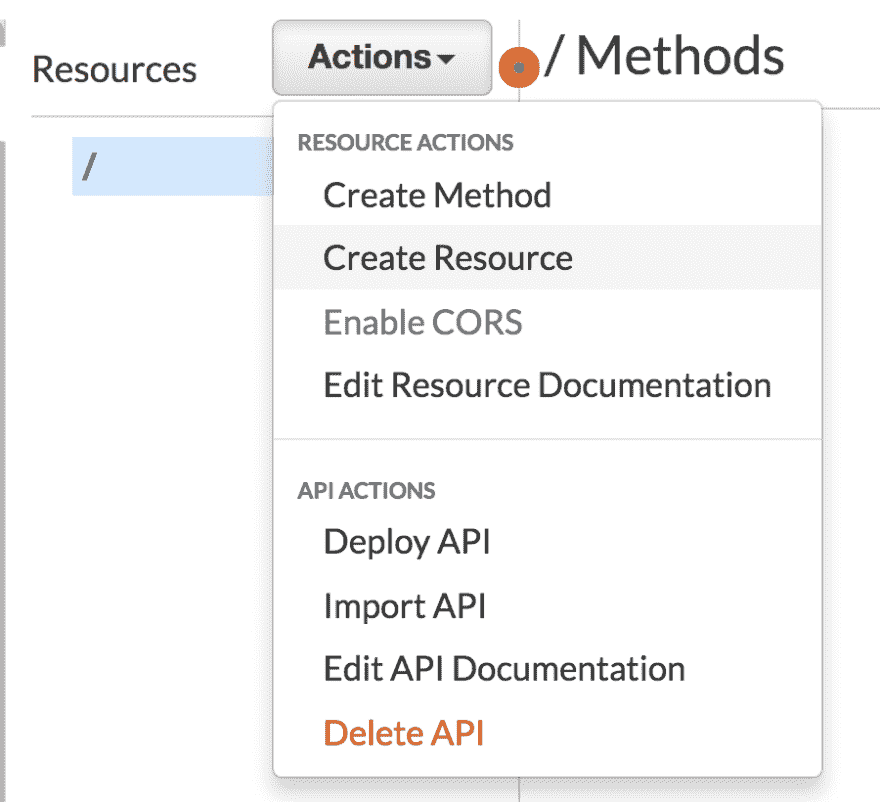 Resources
Actions
/ Methods
/
RESOURCE ACTIONS
Create Method
Create Resource
Enable CORS
Edit Resource Documentation
API ACTIONS
Deploy API
Import API
Edit API Documentation
Delete API